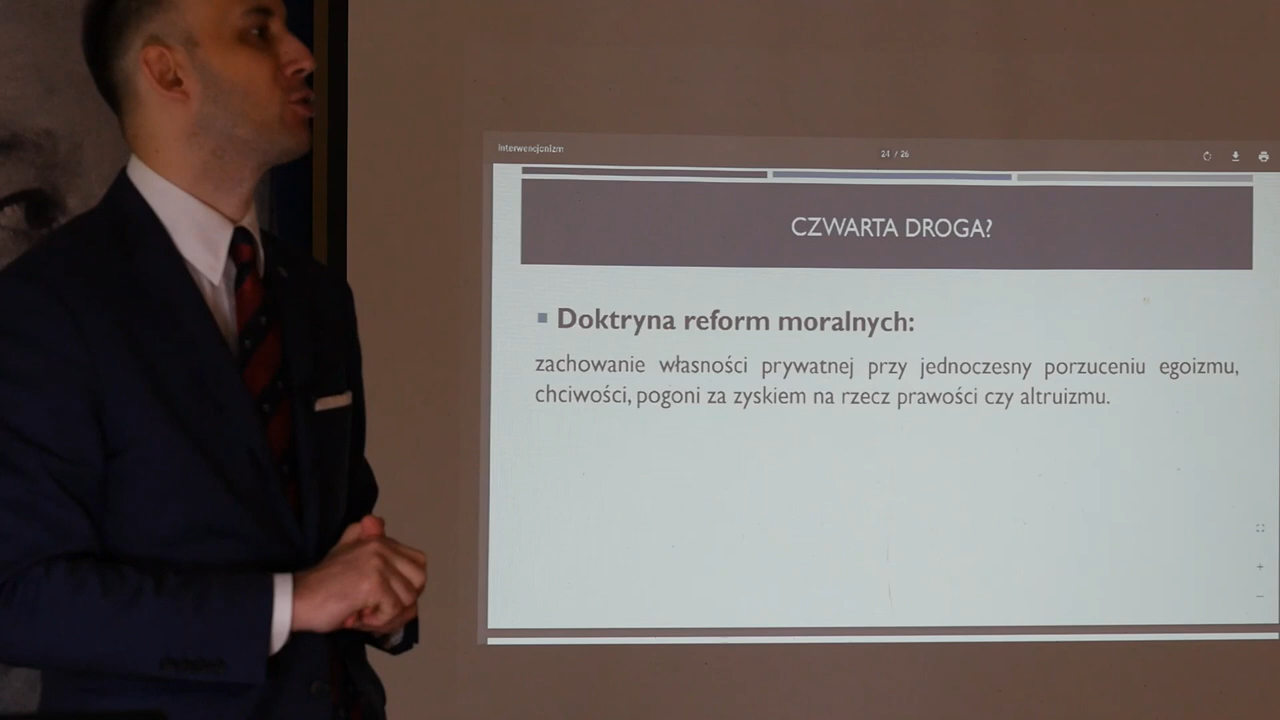 Interwencjonizm
24 / 26
CZWARTA DROGA?
Doktryna reform moralnych:
zachowanie własności prywatnej przy jednoczesny porzuceniu egoizmu,
chciwości, pogoni za zyskiem na rzecz prawości czy altruizmu.